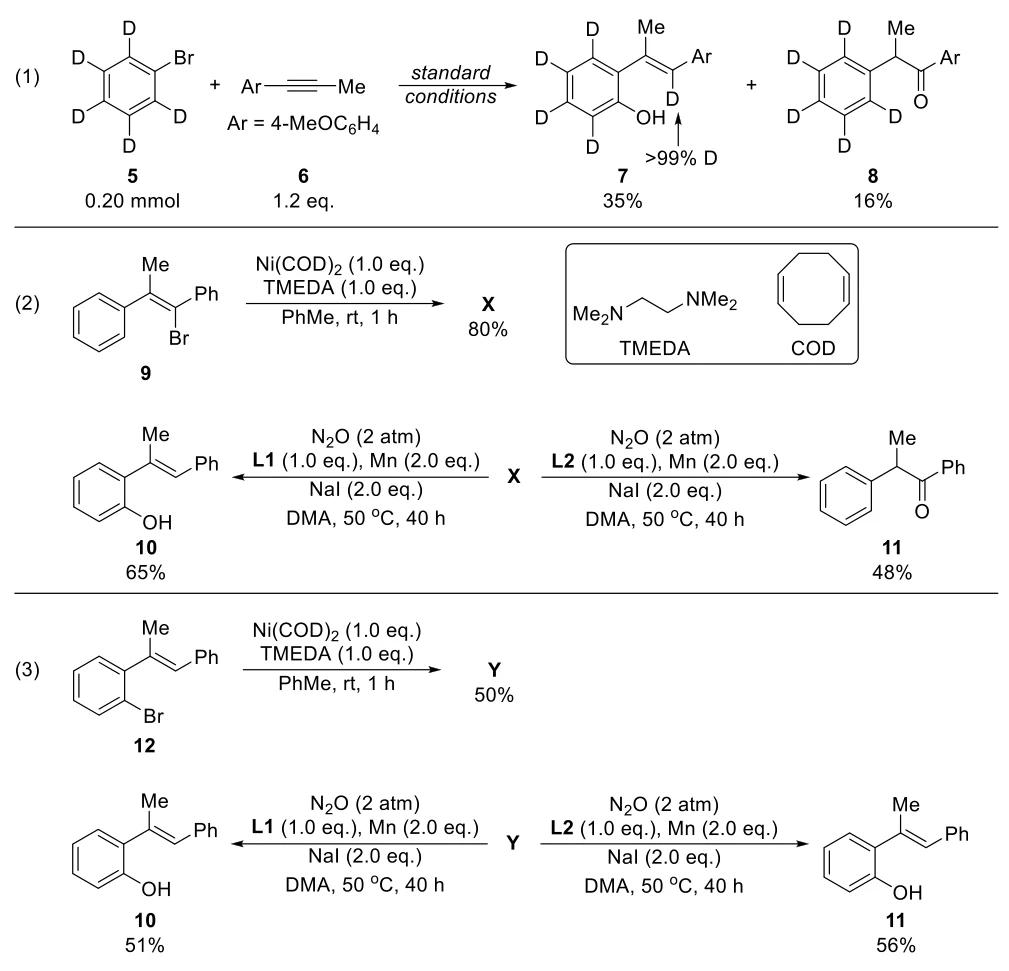 (1)
D
D
D
D
D
Br
+
Ar
Me
Ar = 4-MeOC6H4
standard
conditions
D
D
D
D
Me
Ar
D
OH
>99% D
+
D
D
D
D
D
Me
Ar
O
5
0.20 mmol
6
1.2 eq.
7
35%
8
16%
(2)
Me
Ph
Br
9
Ni(COD)2 (1.0 eq.)
TMEDA (1.0 eq.)
PhMe, rt, 1 h
X
80%
Me2N
NMe2
TMEDA
COD
Me
Ph
OH
10
65%
N2O (2 atm)
L1 (1.0 eq.), Mn (2.0 eq.)
NaI (2.0 eq.)
DMA, 50 °C, 40 h
X
N2O (2 atm)
L2 (1.0 eq.), Mn (2.0 eq.)
NaI (2.0 eq.)
DMA, 50 °C, 40 h
Me
Ph
O
11
48%
(3)
Me
Ph
Br
12
Ni(COD)2 (1.0 eq.)
TMEDA (1.0 eq.)
PhMe, rt, 1 h
Y
50%
Me
Ph
OH
10
51%
N2O (2 atm)
L1 (1.0 eq.), Mn (2.0 eq.)
NaI (2.0 eq.)
DMA, 50 °C, 40 h
Y
N2O (2 atm)
L2 (1.0 eq.), Mn (2.0 eq.)
NaI (2.0 eq.)
DMA, 50 °C, 40 h
Me
Ph
OH
11
56%